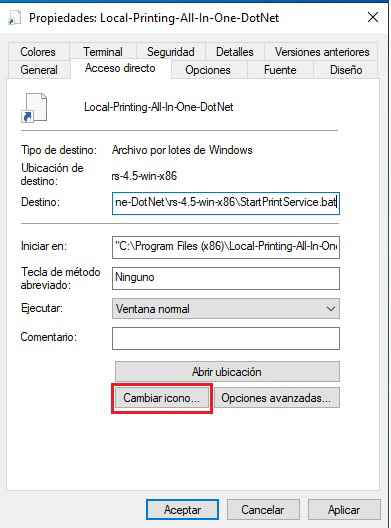 Propiedades: Local-Printing-All-In-One-DotNet
Colores Terminal Seguridad Detalles Versiones anteriores
General Acceso directo Opciones Fuente Diseño
Local-Printing-All-In-One-DotNet
Tipo de destino: Archivo por lotes de Windows
Ubicación de destino: rs-4.5-win-x86
Destino: ne-DotNet\rs-4.5-win-x86\StartPrintService.bat
Iniciar en: "C:\Program Files (x86)\Local-Printing-All-In-One
Tecla de método abreviado: Ninguno
Ejecutar: Ventana normal
Comentario:
Abrir ubicación
Cambiar icono... Opciones avanzadas...
Aceptar Cancelar Aplicar